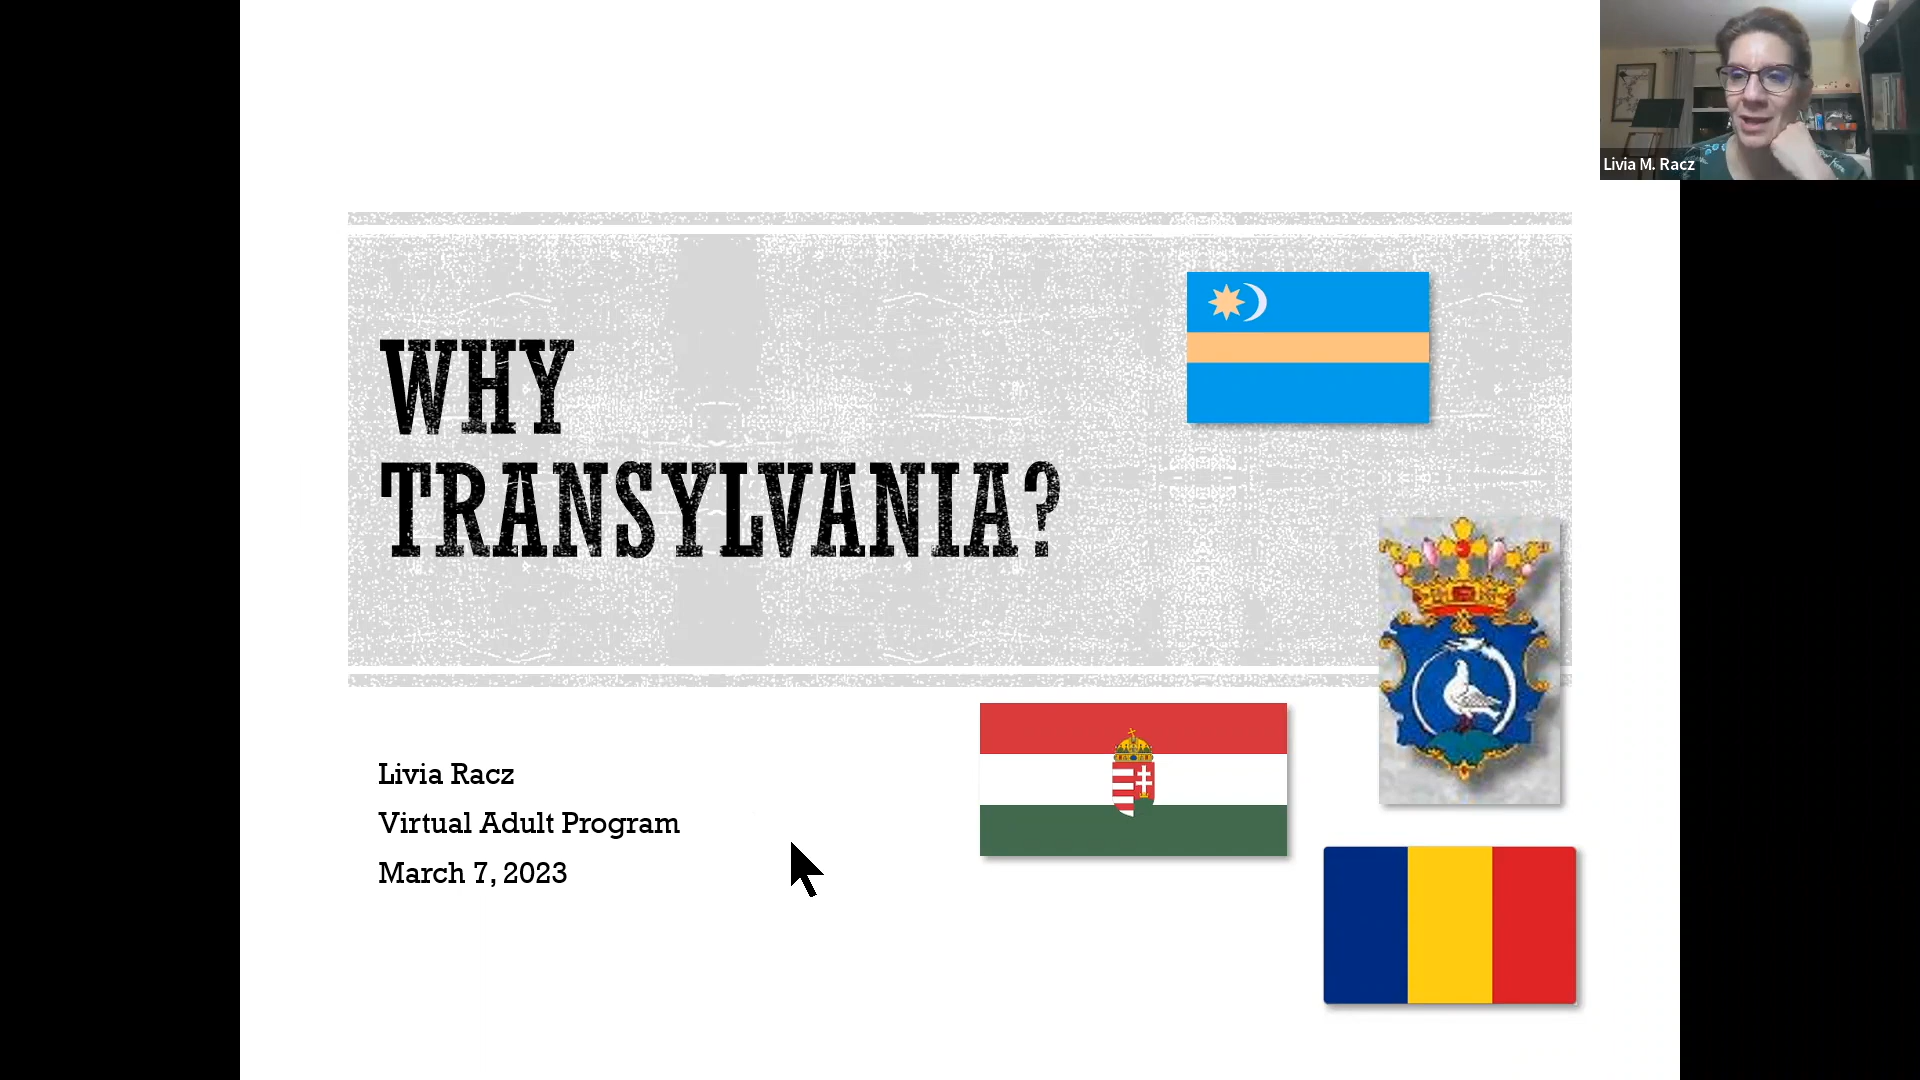 Livia M. Racz
WHY
TRANSYLVANIA?
Livia Racz
Virtual Adult Program
March 7, 2023